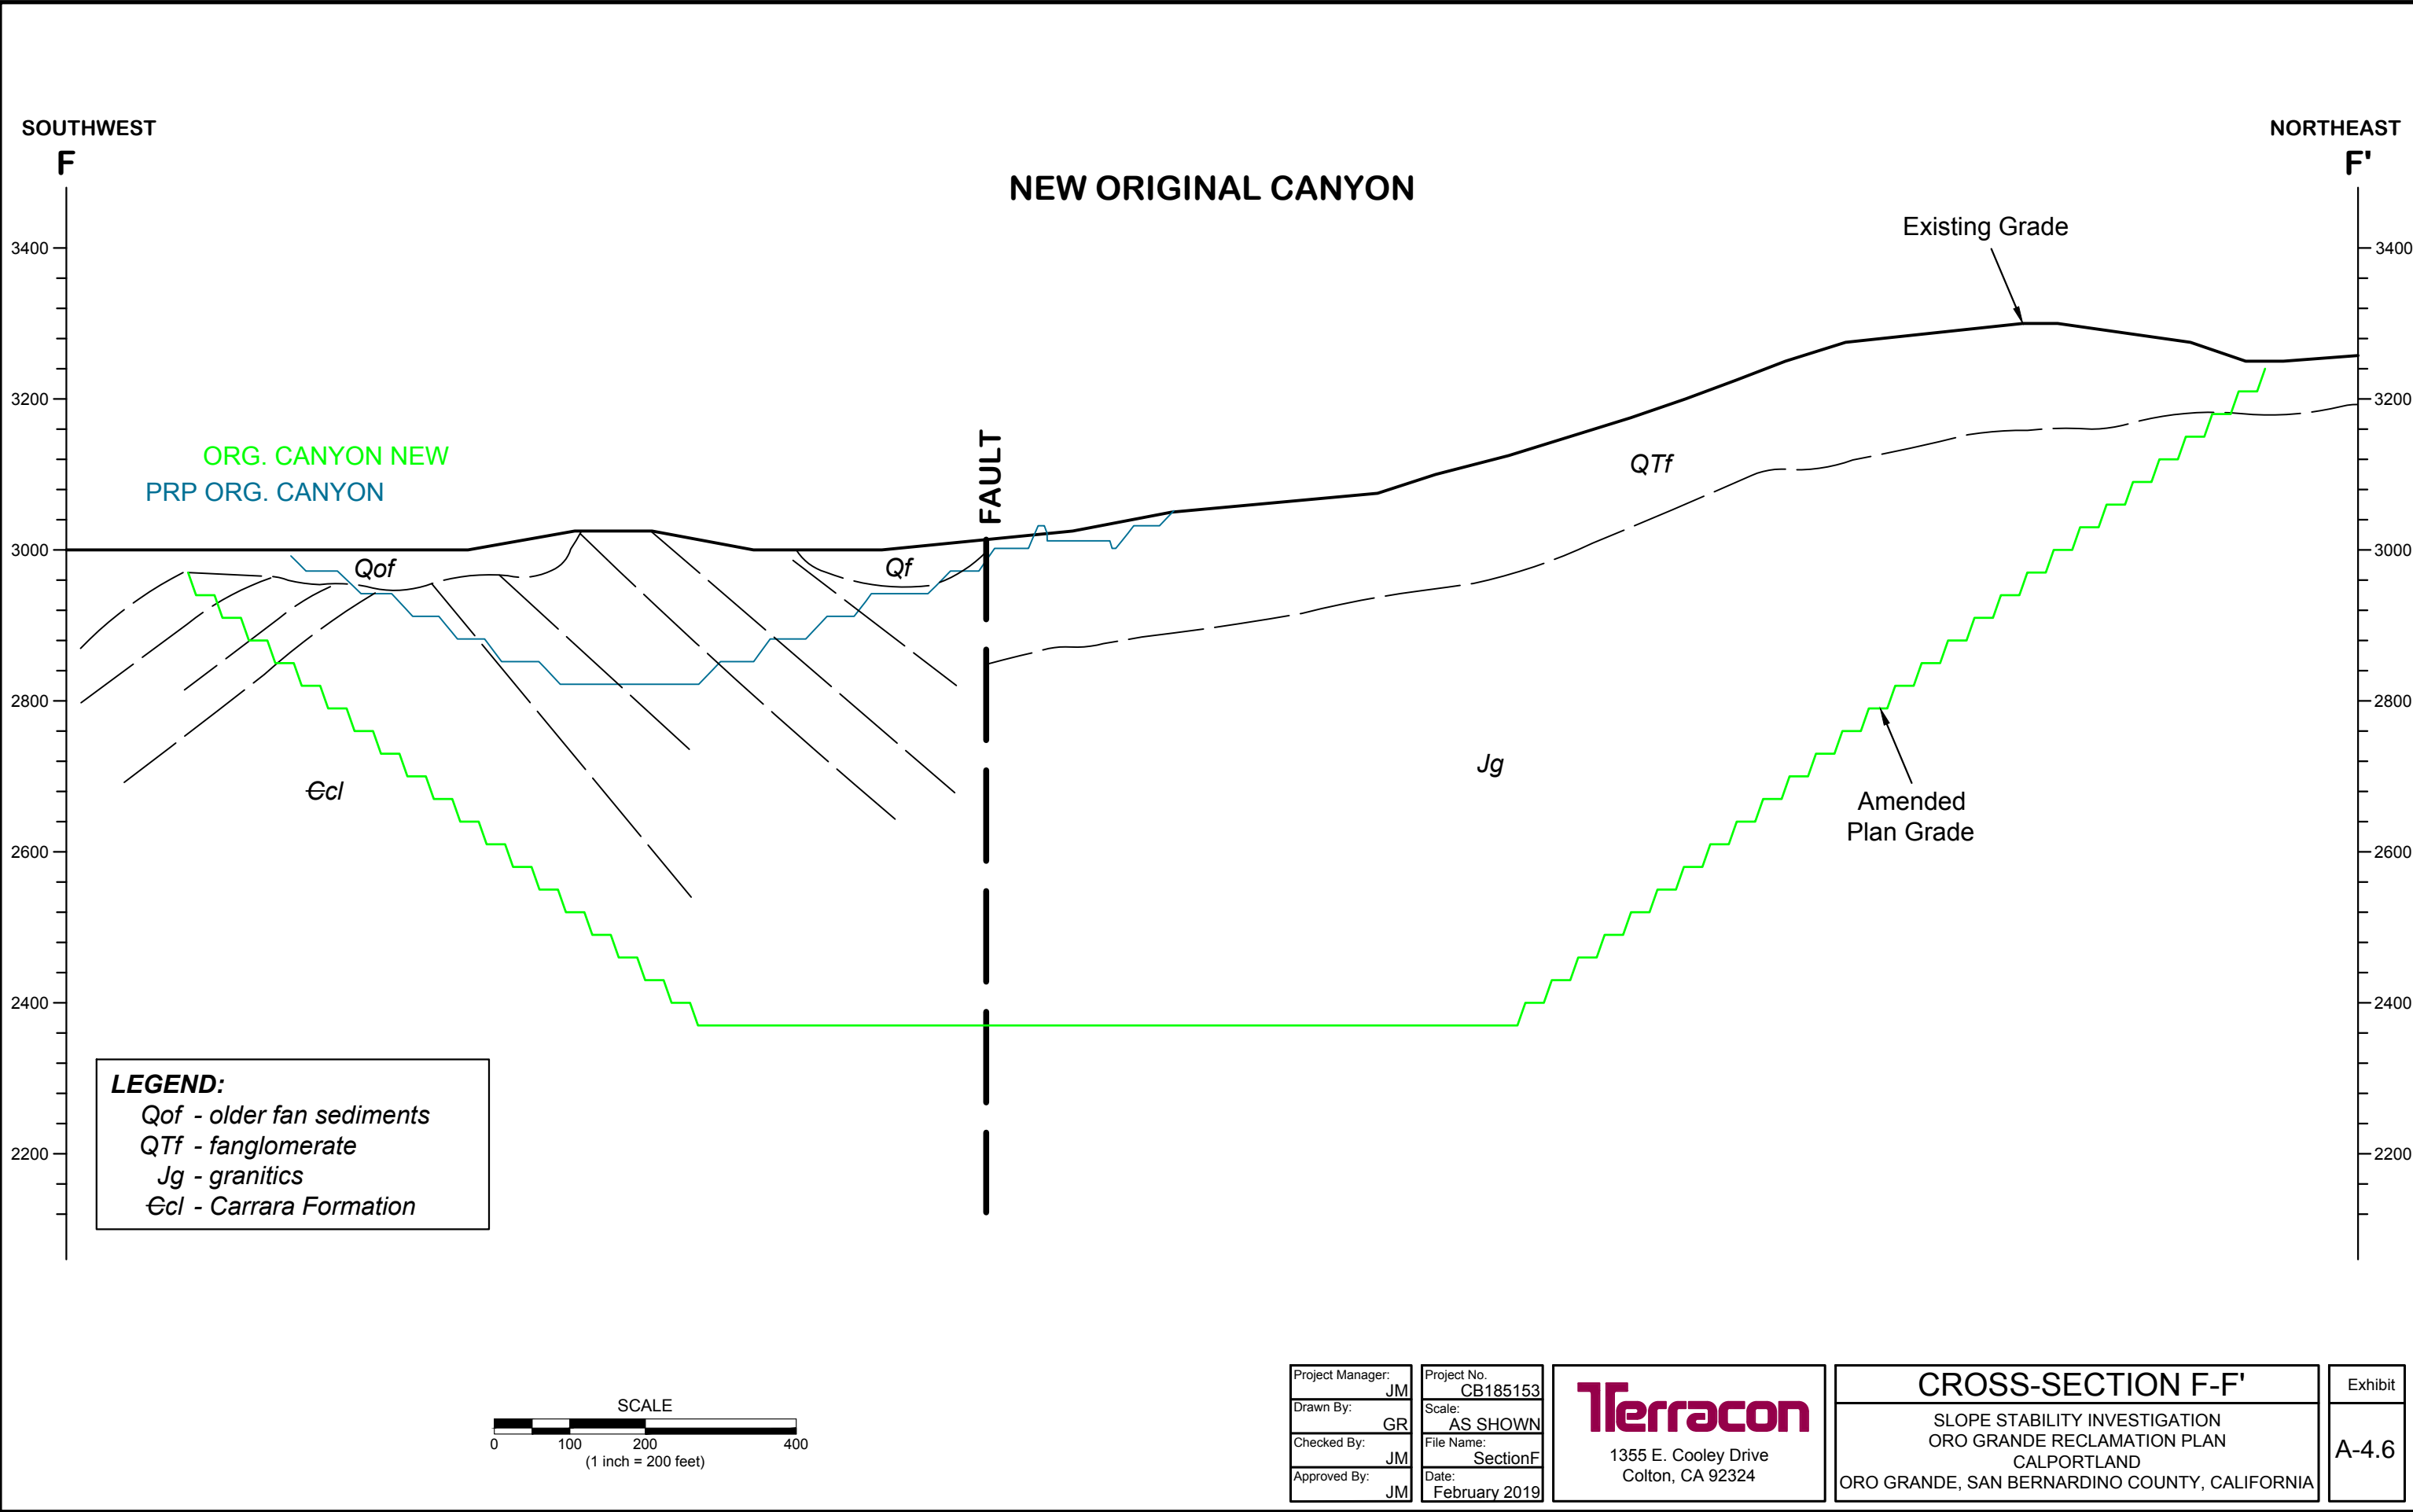 SOUTHWEST
F
NORTHEAST
F'
NEW ORIGINAL CANYON
Existing Grade
3400
3400
3200
3200
ORG. CANYON NEW
PRP ORG. CANYON
FAULT
QTf
3000
3000
Qof
Qf
2800
2800
Jg
Ꞓcl
Amended
Plan Grade
2600
2600
2400
2400
2200
2200
LEGEND:
Qof - older fan sediments
QTf - fanglomerate
Jg - granitics
Ꞓcl - Carrara Formation
SCALE
0 100 200 400
(1 inch = 200 feet)
Project Manager:
JM
Drawn By:
GR
Checked By:
JM
Approved By:
JM
Project No.
CB185153
Scale:
AS SHOWN
File Name:
SectionF
Date:
February 2019
Terracon
1355 E. Cooley Drive
Colton, CA 92324
CROSS-SECTION F-F'
SLOPE STABILITY INVESTIGATION
ORO GRANDE RECLAMATION PLAN
CALPORTLAND
ORO GRANDE, SAN BERNARDINO COUNTY, CALIFORNIA
Exhibit
A-4.6